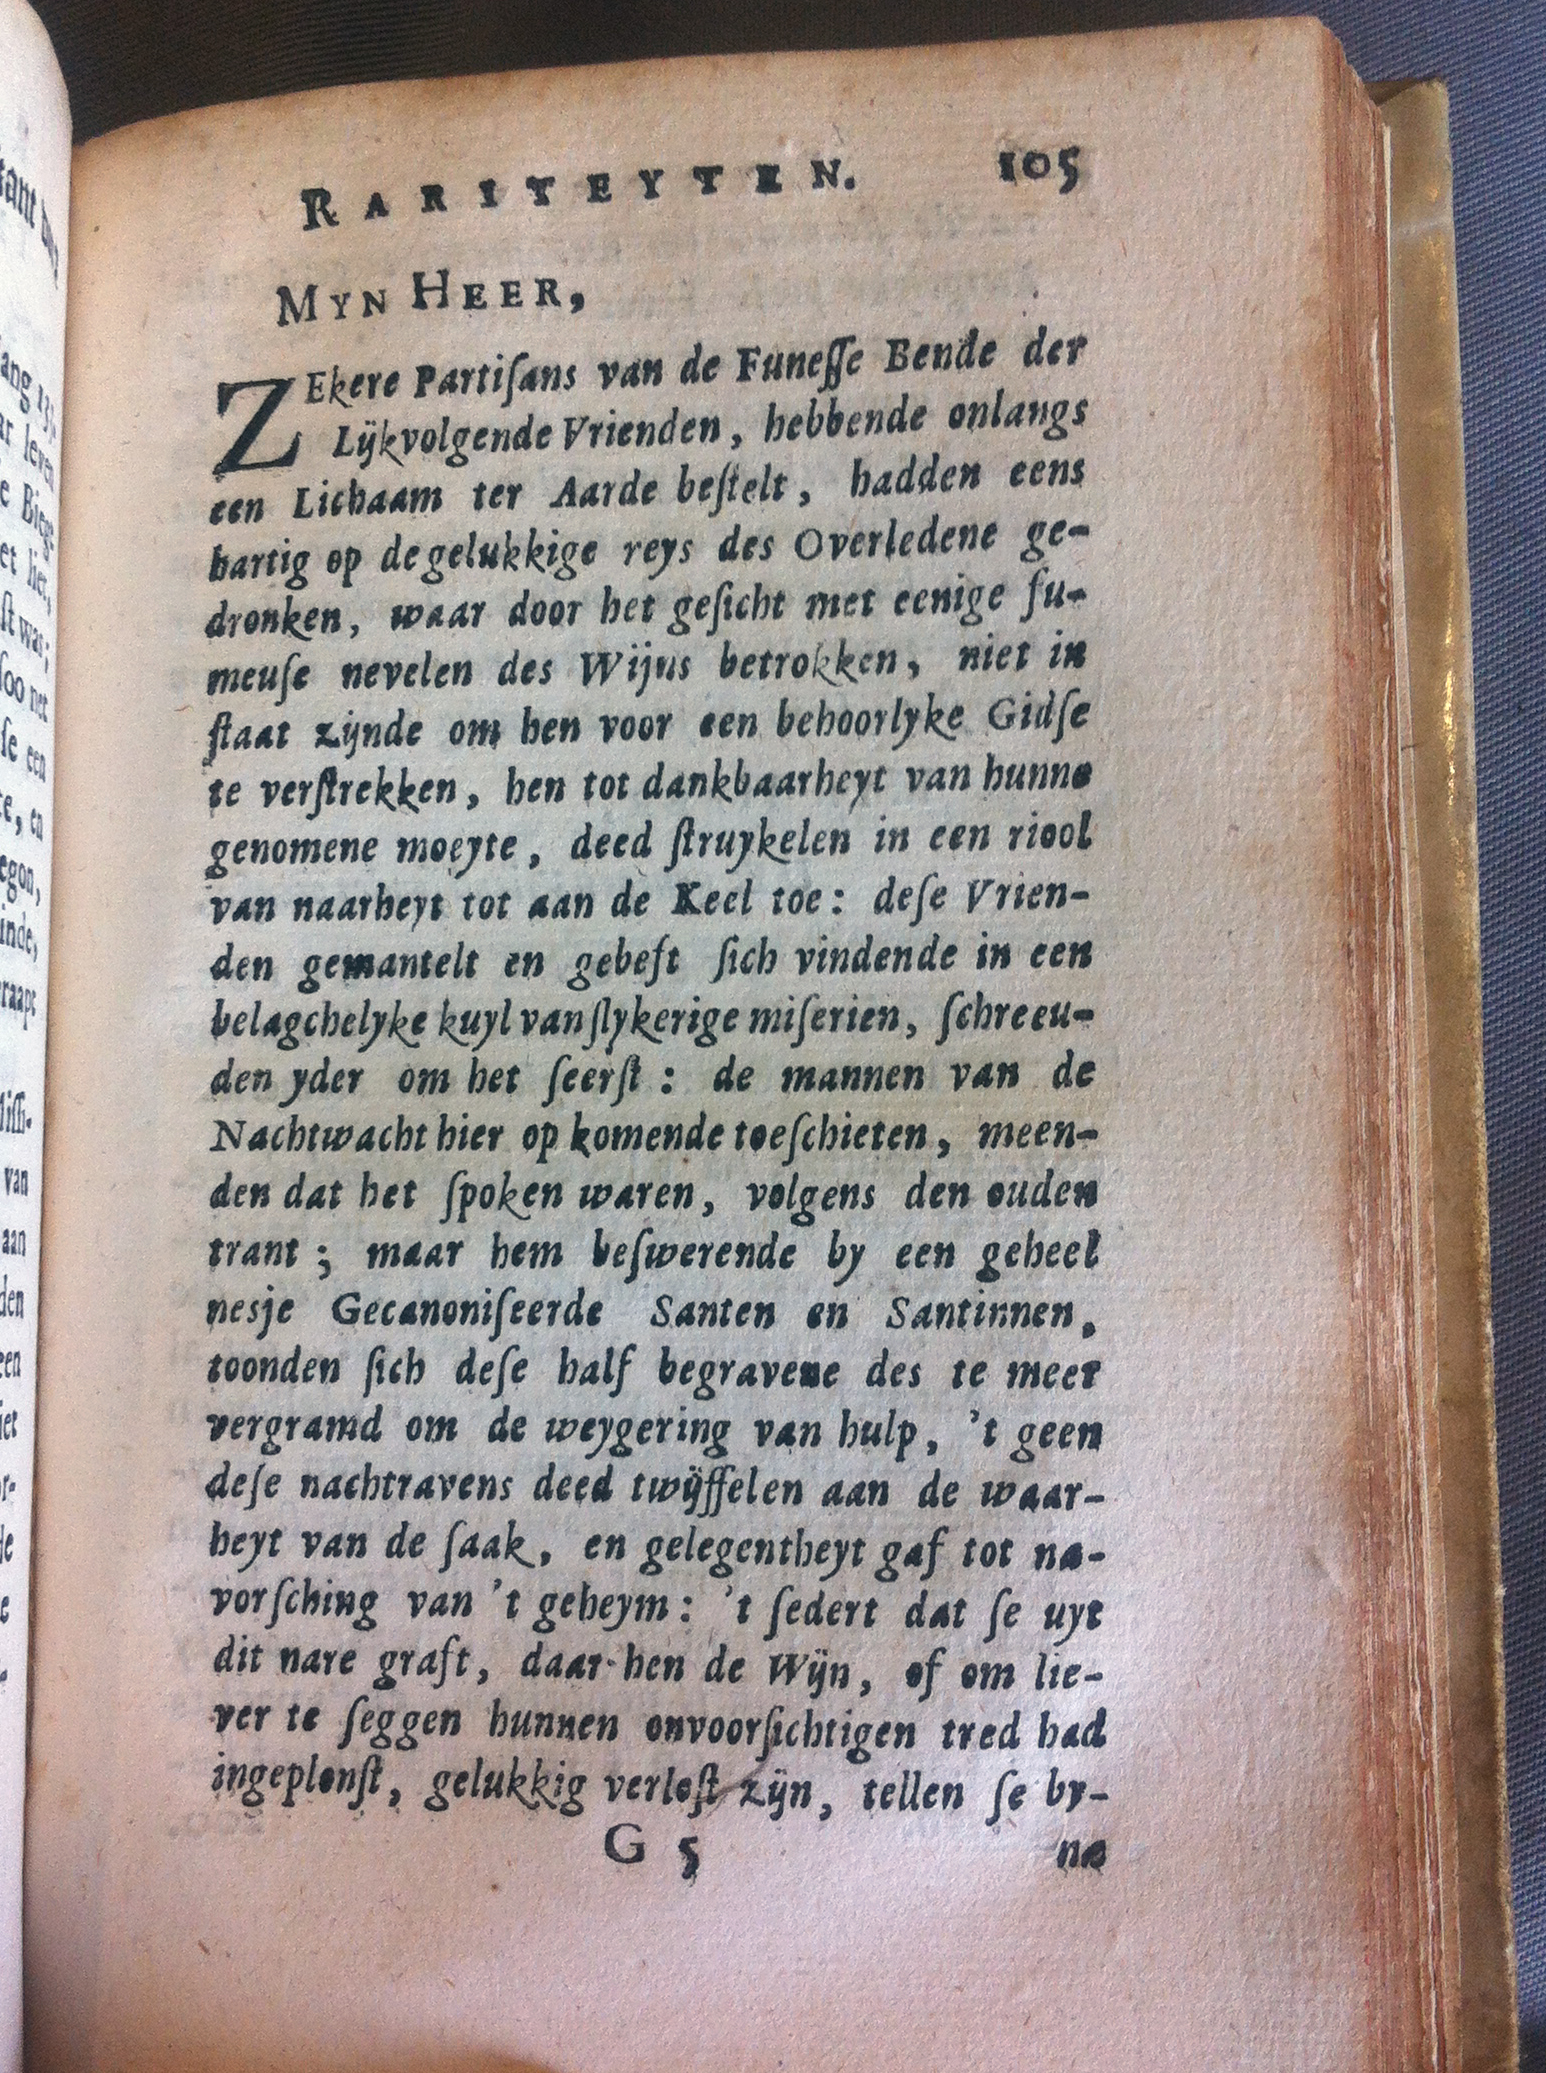 RARITEYTEN. 105
MYN HEER,
ZEkere Partiſans van de Funeſſe Bende der
Lijkvolgende Vrienden, hebbende onlangs
een Lichaam ter Aarde beſtelt, hadden eens
hartig op de gelukkige reys des Overledene ge-
dronken, waar door het geſicht met eenige fu-
meuſe nevelen des Wijns betrokken, niet in
ſtaat zijnde om hen voor een behoorlyke Gidſe
te verſtrekken, hen tot dankbaarheyt van hunne
genomene moeyte, deed ſtruykelen in een riool
van naarheyt tot aan de Keel toe: deſe Vrien-
den gemantelt en gebeft ſich vindende in een
belagchelyke kuyl van ſlykerige miſerien, ſchreeu-
den yder om het ſeerſt: de mannen van de
Nachtwacht hier op komende toeſchieten, meen-
den dat het ſpoken waren, volgens den ouden
trant; maar hem beſwerende by een geheel
nesje Gecanoniſeerde Santen en Santinnen,
toonden ſich deſe half begravene des te meer
vergramd om de weygering van hulp, 't geen
deſe nachtravens deed twijffelen aan de waar-
heyt van de ſaak, en gelegentheyt gaf tot na-
vorſching van 't geheym: 't ſedert dat ſe uyt
dit nare graft, daar hen de Wijn, of om lie-
ver te ſeggen hunnen onvoorſichtigen tred had
ingeplonſt, gelukkig verloſt zijn, tellen ſe by-
G 5 na